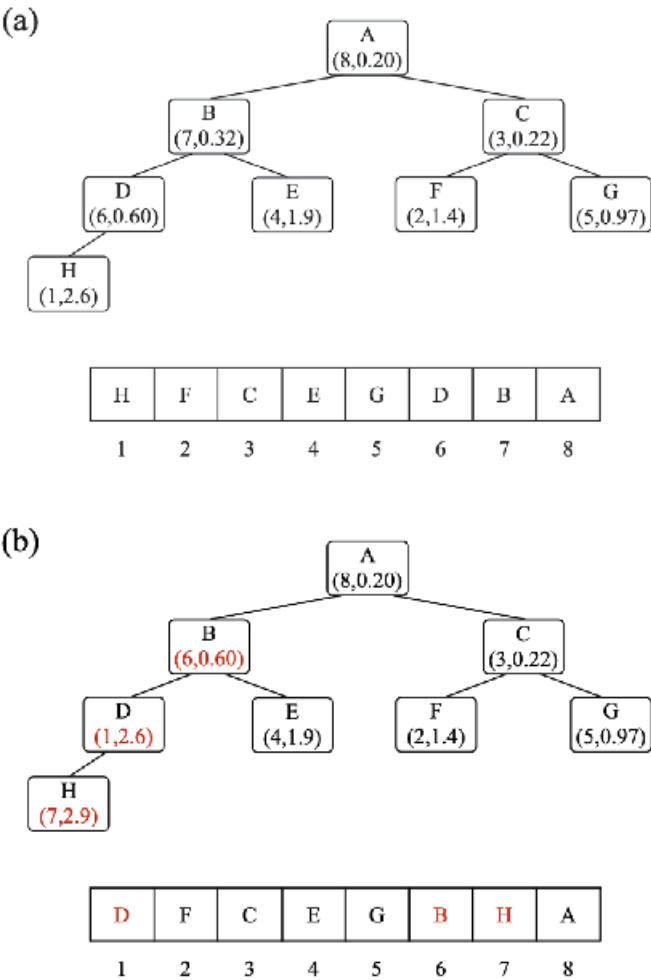 (a)
A
(8,0.20)
B
(7,0.32)
C
(3,0.22)
D
(6,0.60)
E
(4,1.9)
F
(2,1.4)
G
(5,0.97)
H
(1,2.6)
H F C E G D B A
1 2 3 4 5 6 7 8
(b)
A
(8,0.20)
B
(6,0.60)
C
(3,0.22)
D
(1,2.6)
E
(4,1.9)
F
(2,1.4)
G
(5,0.97)
H
(7,2.9)
D F C E G B H A
1 2 3 4 5 6 7 8